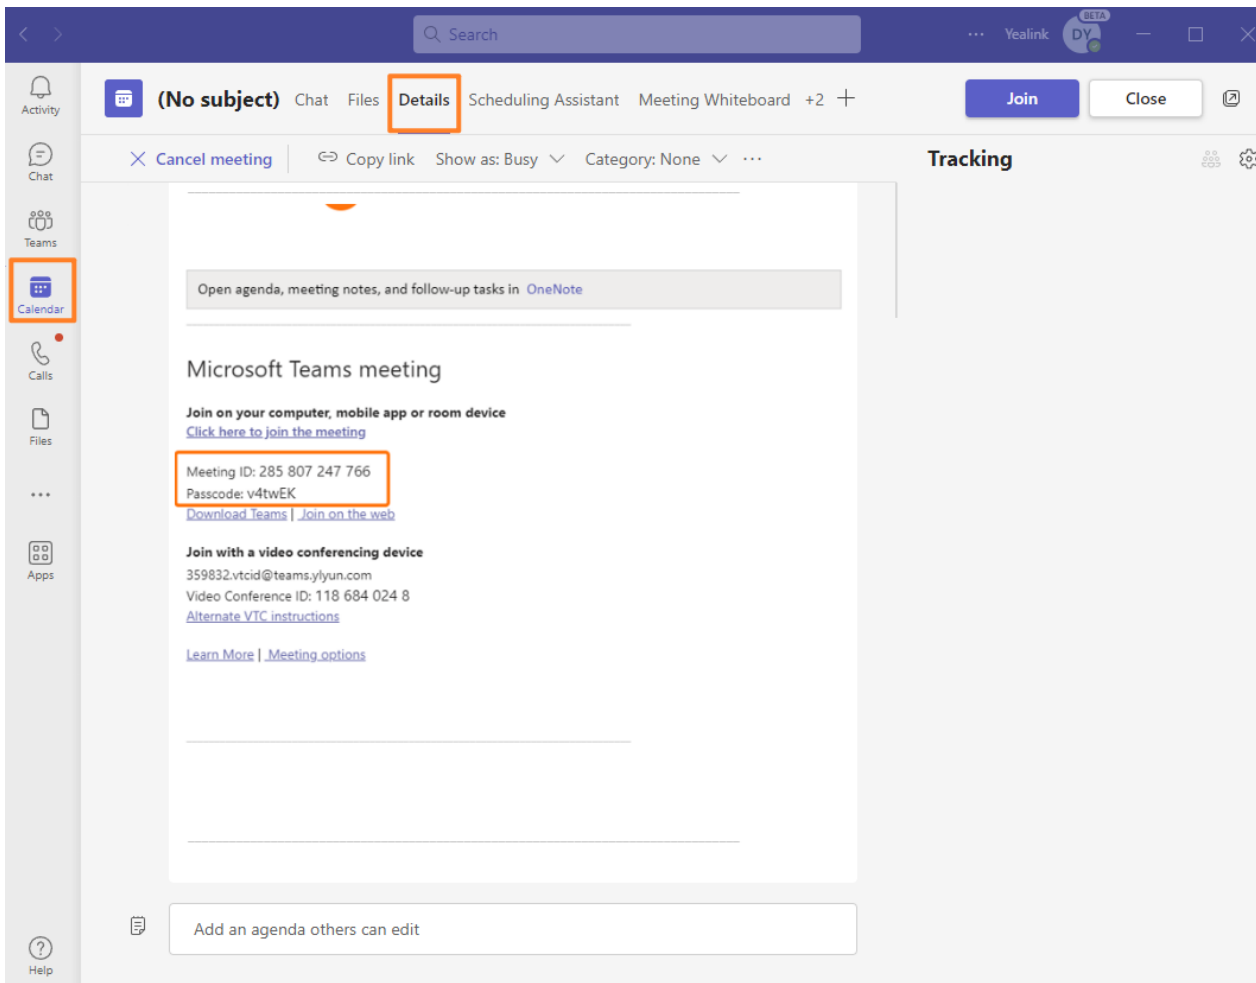 Search
Yealink
BETA
DY
Activity
(No subject) Chat Files Details Scheduling Assistant Meeting Whiteboard +2
Join
Close
Cancel meeting Copy link Show as: Busy Category: None
Tracking
Chat
Teams
Calendar
Calls
Files
Apps
Help
Open agenda, meeting notes, and follow-up tasks in OneNote
Microsoft Teams meeting
Join on your computer, mobile app or room device
Click here to join the meeting
Meeting ID: 285 807 247 766
Passcode: v4twEK
Download Teams | Join on the web
Join with a video conferencing device
359832.vtcid@teams.ylyun.com
Video Conference ID: 118 684 024 8
Alternate VTC instructions
Learn More | Meeting options
Add an agenda others can edit